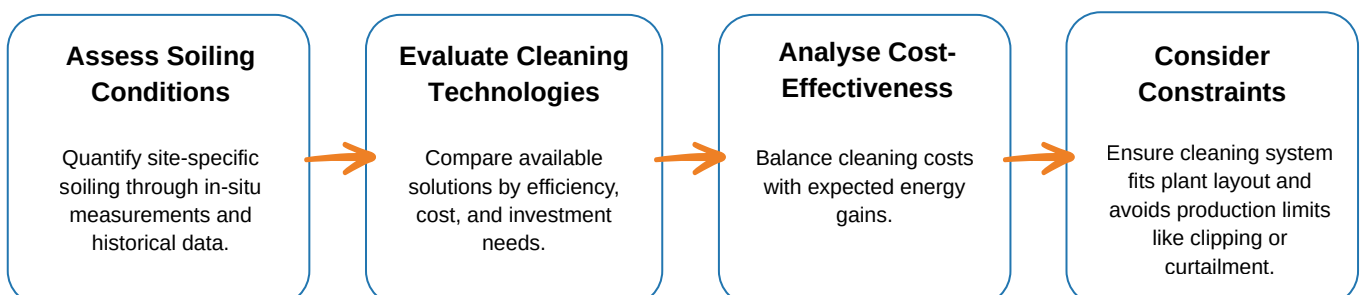 Assess Soiling
Conditions
Quantify site-specific
soiling through in-situ
measurements and
historical data.
Evaluate Cleaning
Technologies
Compare available
solutions by efficiency,
cost, and investment
needs.
Analyse Cost-
Effectiveness
Balance cleaning costs
with expected energy
gains.
Consider
Constraints
Ensure cleaning system
fits plant layout and
avoids production limits
like clipping or
curtailment.